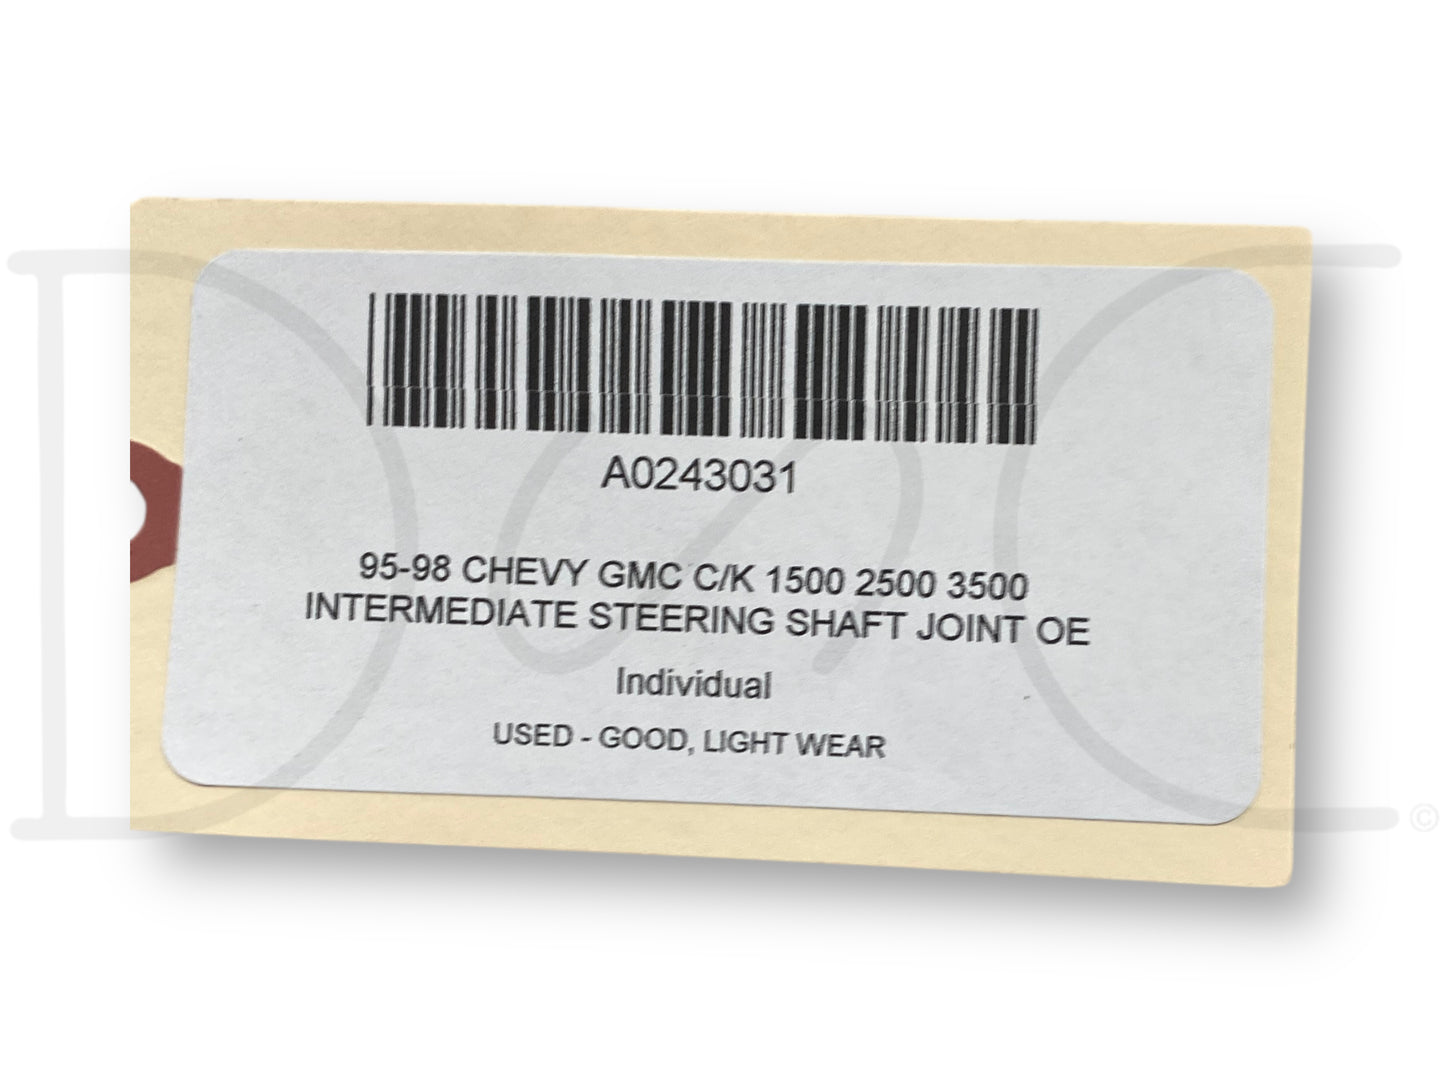 A0243031
95-98 CHEVY GMC C/K 1500 2500 3500
INTERMEDIATE STEERING SHAFT JOINT OE
Individual
USED - GOOD, LIGHT WEAR
©